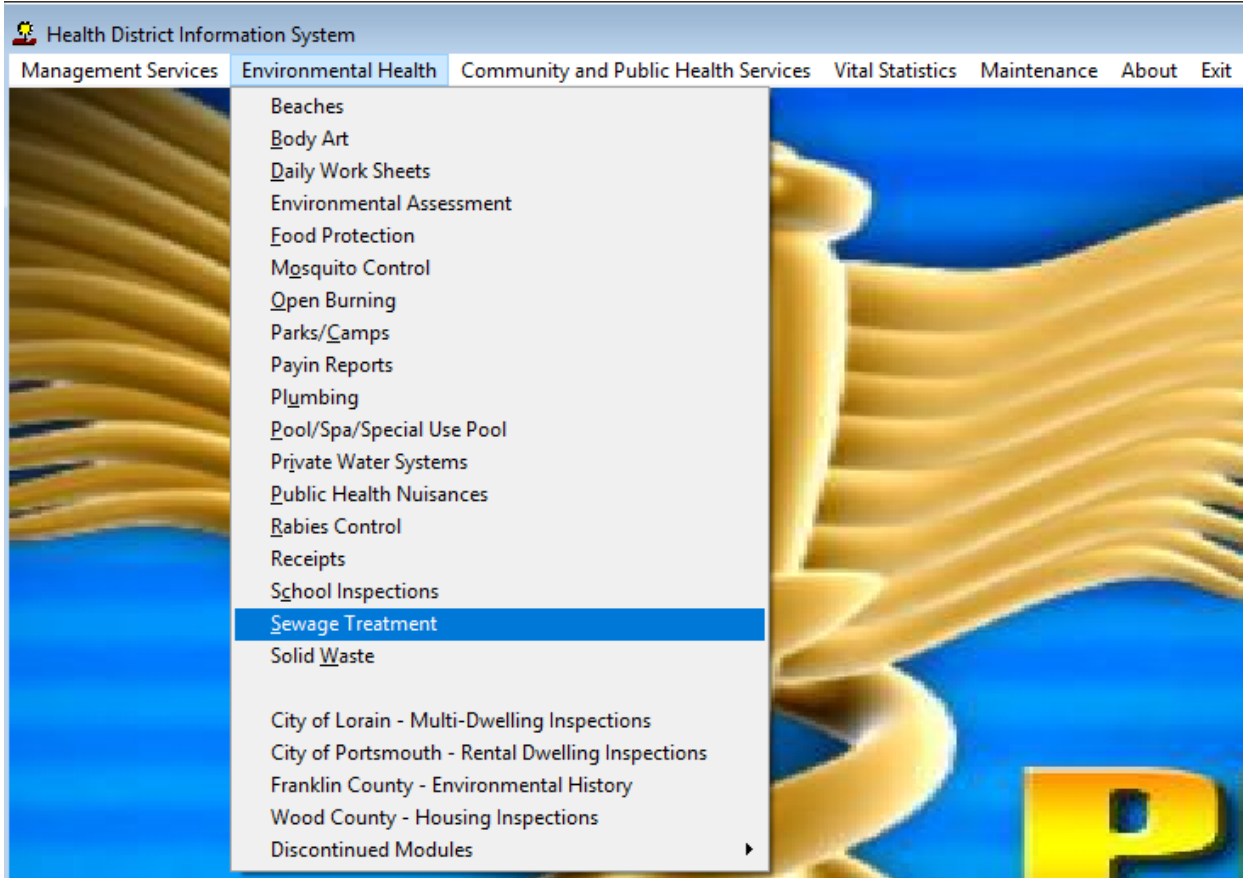 Health District Information System
Management Services Environmental Health Community and Public Health Services Vital Statistics Maintenance About Exit
Beaches
Body Art
Daily Work Sheets
Environmental Assessment
Food Protection
Mosquito Control
Open Burning
Parks/Camps
Payin Reports
Plumbing
Pool/Spa/Special Use Pool
Private Water Systems
Public Health Nuisances
Rabies Control
Receipts
School Inspections
Sewage Treatment
Solid Waste
City of Lorain - Multi-Dwelling Inspections
City of Portsmouth - Rental Dwelling Inspections
Franklin County - Environmental History
Wood County - Housing Inspections
Discontinued Modules
P